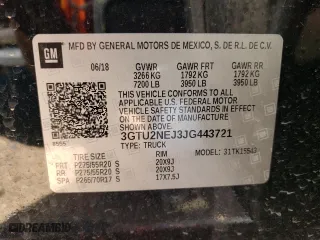 GM
MFD BY GENERAL MOTORS DE MEXICO, S. DE R.L. DE C.V.
06/18 GVWR GAWR FRT GAWR RR
3266 KG 1792 KG 1792 KG
7200 LB 3950 LB 3950 LB
THIS VEHICLE CONFORMS TO ALL
APPLICABLE U.S. FEDERAL MOTOR
VEHICLE SAFETY STANDARDS IN
EFFECT ON THE DATE OF
MANUFACTURE SHOWN ABOVE.
3GTU2NEJ3JG443721
TYPE: TRUCK
TIRE SIZE RIM
FRT P275/55R20 S 20X9J
RR P275/55R20 S 20X9J
SPA P265/70R17 S 17X7.5J